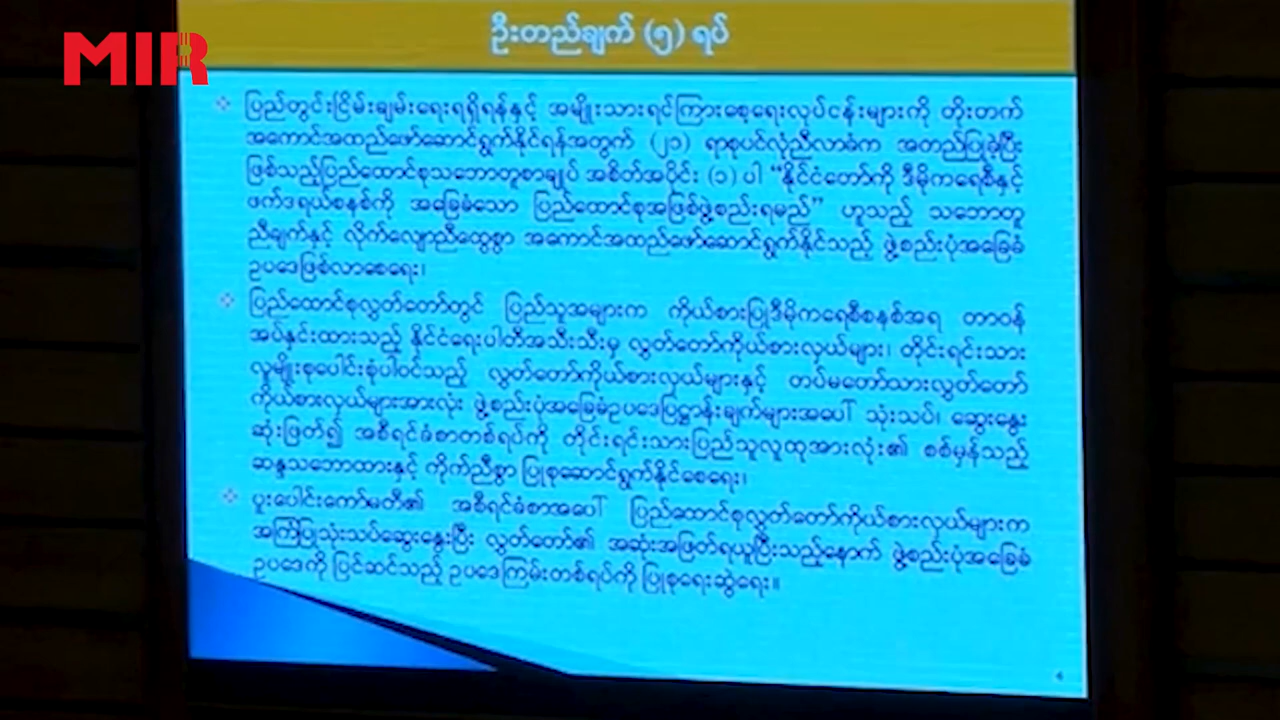 MIR
ဦးတည်ချက် (၅) ရပ်
ပြည်တွင်းငြိမ်းချမ်းရေးရရှိရန်နှင့် အမျိုးသားရင်ကြားစေ့ရေးလုပ်ငန်းများကို တိုးတက်
အကောင်အထည်ဖော်ဆောင်ရွက်နိုင်ရန်အတွက် (၂၁) ရာစုပင်လုံညီလာခံက အတည်ပြုခဲ့ပြီး
ဖြစ်သည့်ပြည်ထောင်စုသဘောတူစာချုပ် အစိတ်အပိုင်း (၁) ပါ “နိုင်ငံတော်ကို ဒီမိုကရေစီနှင့်
ဖက်ဒရယ်စနစ်ကို အခြေခံသော ပြည်ထောင်စုအဖြစ်ဖွဲ့စည်းရမည်” ဟူသည့် သဘောတူ
ညီချက်နှင့် လိုက်လျောညီထွေစွာ အကောင်အထည်ဖော်ဆောင်ရွက်နိုင်သည့် ဖွဲ့စည်းပုံအခြေခံ
ဥပဒေဖြစ်လာစေရေး၊
ပြည်ထောင်စုလွှတ်တော်တွင် ပြည်သူအများက ကိုယ်စားပြုဒီမိုကရေစီစနစ်အရ တာဝန်
အပ်နှင်းထားသည့် နိုင်ငံရေးပါတီအသီးသီးမှ လွှတ်တော်ကိုယ်စားလှယ်များ၊ တိုင်းရင်းသား
လူမျိုးစုပေါင်းစုံပါဝင်သည့် လွှတ်တော်ကိုယ်စားလှယ်များနှင့် တပ်မတော်သားလွှတ်တော်
ကိုယ်စားလှယ်များအားလုံး ဖွဲ့စည်းပုံအခြေခံဥပဒေပြဋ္ဌာန်းချက်များအပေါ် သုံးသပ်၊ ဆွေးနွေး
ဆုံးဖြတ်၍ အစီရင်ခံစာတစ်ရပ်ကို တိုင်းရင်းသားပြည်သူလူထုအားလုံး၏ စစ်မှန်သည့်
ဆန္ဒသဘောထားနှင့် ကိုက်ညီစွာ ပြုစုဆောင်ရွက်နိုင်စေရေး၊
ပူးပေါင်းကော်မတီ၏ အစီရင်ခံစာအပေါ် ပြည်ထောင်စုလွှတ်တော်ကိုယ်စားလှယ်များက
အကြံပြုသုံးသပ်ဆွေးနွေးပြီး လွှတ်တော်၏ အဆုံးအဖြတ်ရယူပြီးသည့်နောက် ဖွဲ့စည်းပုံအခြေခံ
ဥပဒေကို ပြင်ဆင်သည့် ဥပဒေကြမ်းတစ်ရပ်ကို ပြုစုရေးဆွဲရေး။